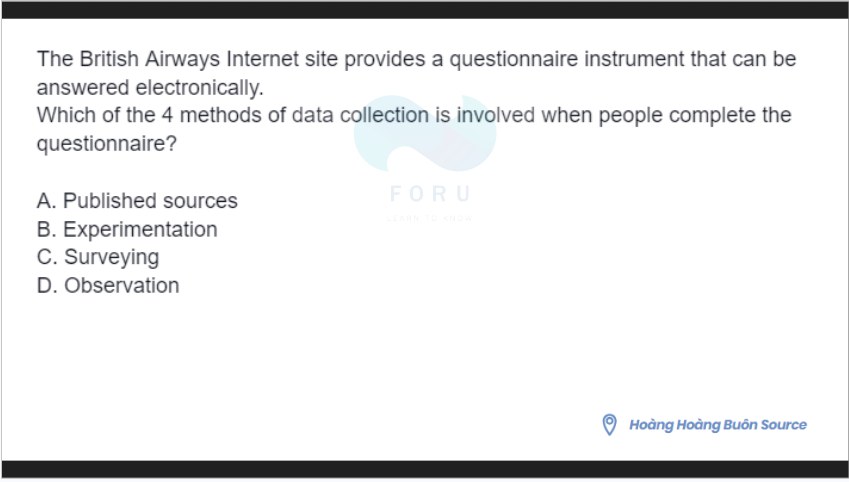 The British Airways Internet site provides a questionnaire instrument that can be
answered electronically.
Which of the 4 methods of data collection is involved when people complete the
questionnaire?
FORU
A. Published sources
B. Experimentation
C. Surveying
D. Observation
Hoàng Hoàng Buôn Source